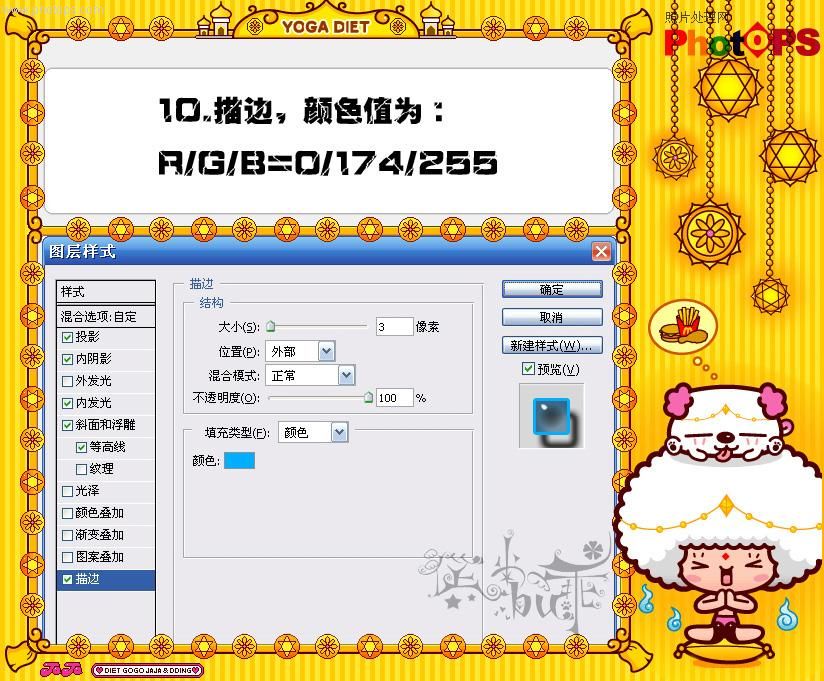 YOGA DIET
照片处理网
PhotOPS
10.描边，颜色值为：
R/G/B=0/174/255
图层样式
样式
混合选项:自定
投影
内阴影
外发光
内发光
斜面和浮雕
等高线
纹理
光泽
颜色叠加
渐变叠加
图案叠加
描边
描边
结构
大小(S): 3 像素
位置(P): 外部
混合模式: 正常
不透明度(O): 100 %
填充类型(F): 颜色
颜色:
确定
取消
新建样式(W)...
预览(V)
JaJa
DIET GOGO JAJA & DDING